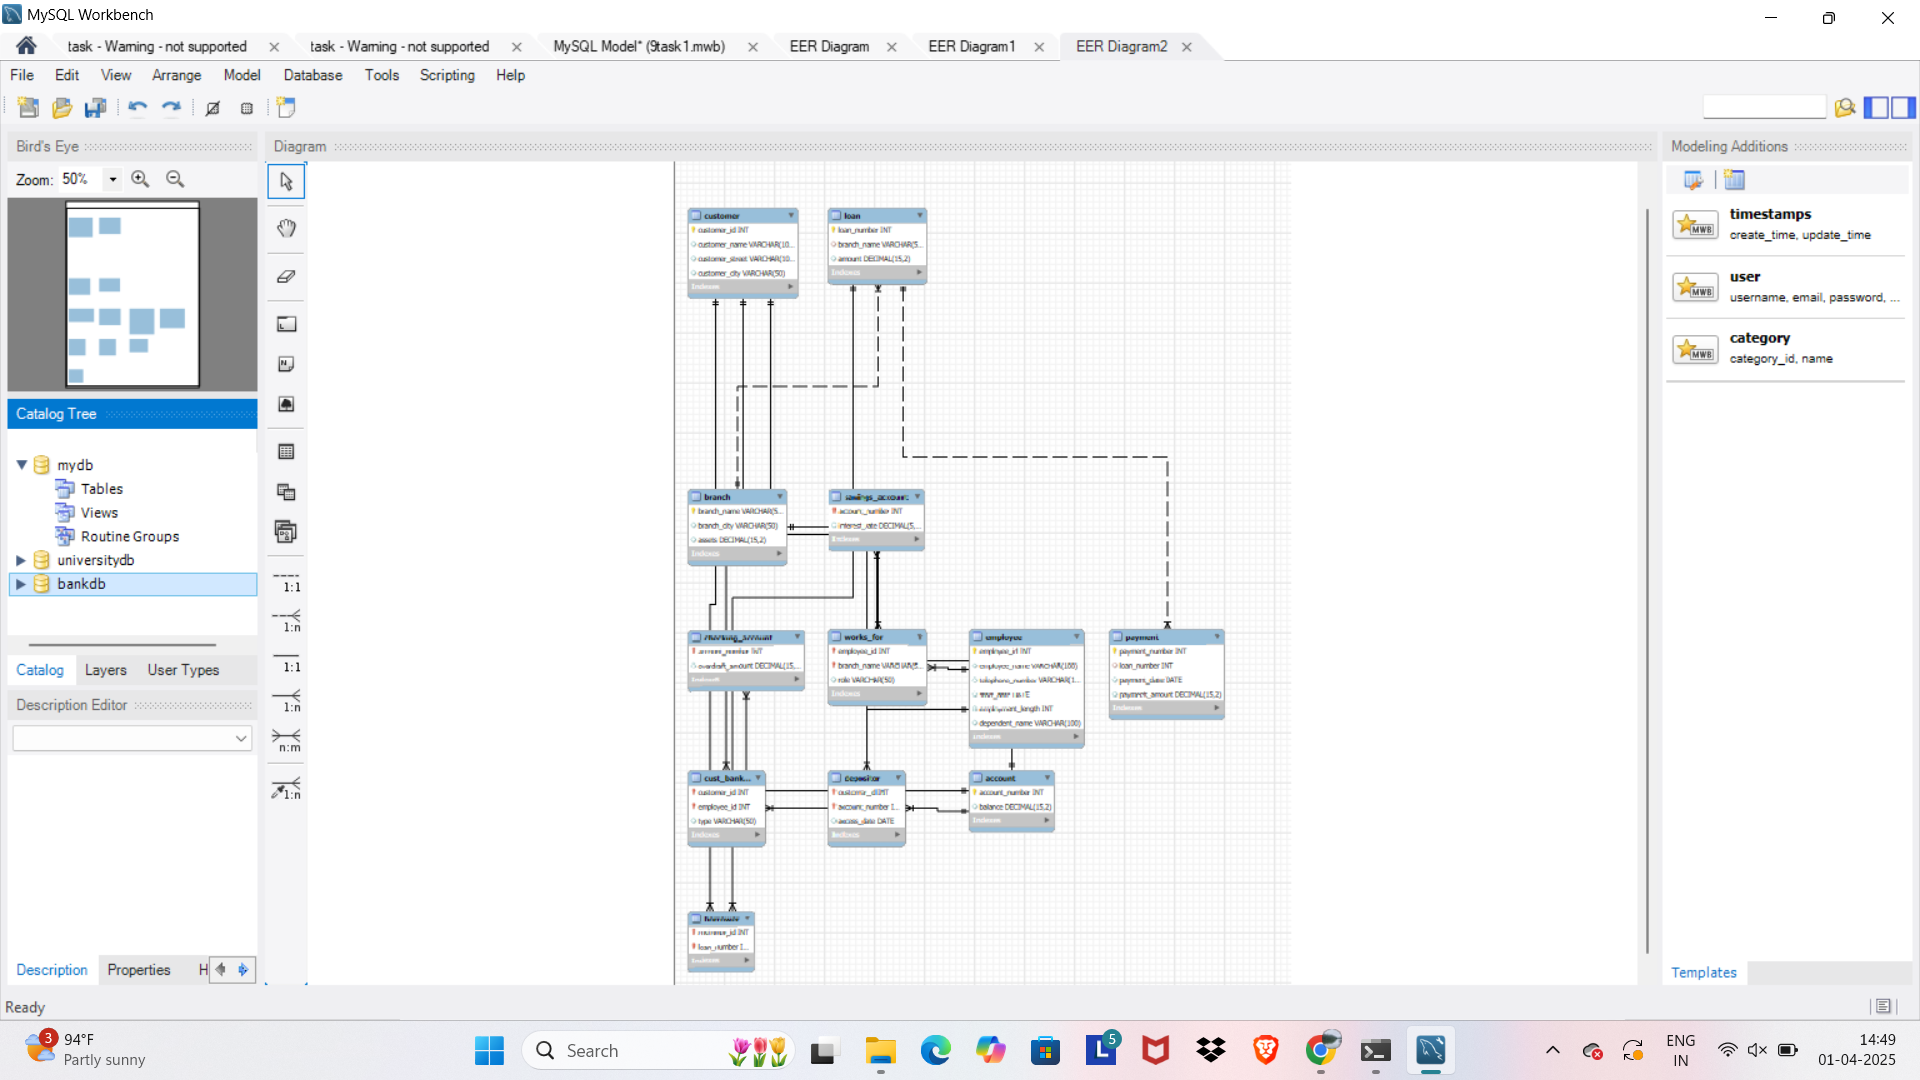 MySQL Workbench
task - Warning - not supported
task - Warning - not supported
MySQL Model* (9task1.mwb)
EER Diagram
EER Diagram1
EER Diagram2
File Edit View Arrange Model Database Tools Scripting Help
Bird's Eye
Zoom: 50%
Catalog Tree
mydb
Tables
Views
Routine Groups
universitydb
bankdb
Catalog Layers User Types
Description Editor
Description Properties H
Ready
Diagram
1:1
1:n
1:1
1:n
n:m
1:n
customer
customer_id INT
customer_name VARCHAR(10...
customer_street VARCHAR(10...
customer_city VARCHAR(50)
Indexes
loan
loan_number INT
branch_name VARCHAR(5...
amount DECIMAL(15,2)
Indexes
branch
branch_name VARCHAR(5...
branch_city VARCHAR(50)
assets DECIMAL(15,2)
Indexes
savings_account
account_number INT
interest_rate DECIMAL(5,...
Indexes
checking_account
account_number INT
overdraft_amount DECIMAL(15,...
Indexes
works_for
employee_id INT
branch_name VARCHAR(5...
role VARCHAR(50)
Indexes
employee
employee_id INT
employee_name VARCHAR(100)
telephone_number VARCHAR(1...
start_date DATE
employment_length INT
dependent_name VARCHAR(100)
Indexes
payment
payment_number INT
loan_number INT
payment_date DATE
payment_amount DECIMAL(15,2)
Indexes
cust_bank...
customer_id INT
employee_id INT
type VARCHAR(50)
Indexes
depositor
customer_id INT
account_number I...
access_date DATE
Indexes
account
account_number INT
balance DECIMAL(15,2)
Indexes
customer_id INT
loan_number I...
Indexes
Modeling Additions
timestamps
create_time, update_time
user
username, email, password, ...
category
category_id, name
MWB
MWB
MWB
Templates
3
94°F
Partly sunny
Search
L
5
ENG
IN
14:49
01-04-2025